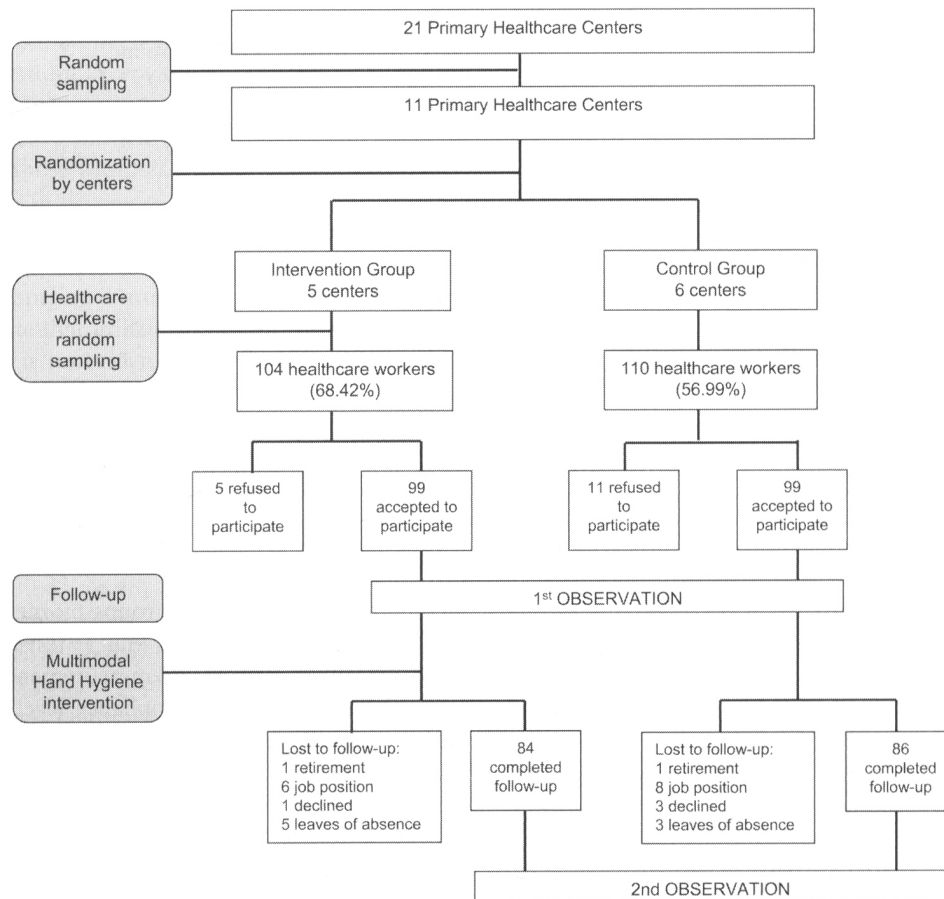 21 Primary Healthcare Centers
Random
sampling
11 Primary Healthcare Centers
Randomization
by centers
Intervention Group
5 centers
Control Group
6 centers
Healthcare
workers
random
sampling
104 healthcare workers
(68.42%)
110 healthcare workers
(56.99%)
5 refused
to
participate
99
accepted to
participate
11 refused
to
participate
99
accepted to
participate
Follow-up
1st OBSERVATION
Multimodal
Hand Hygiene
intervention
Lost to follow-up:
1 retirement
6 job position
1 declined
5 leaves of absence
84
completed
follow-up
Lost to follow-up:
1 retirement
8 job position
3 declined
3 leaves of absence
86
completed
follow-up
2nd OBSERVATION